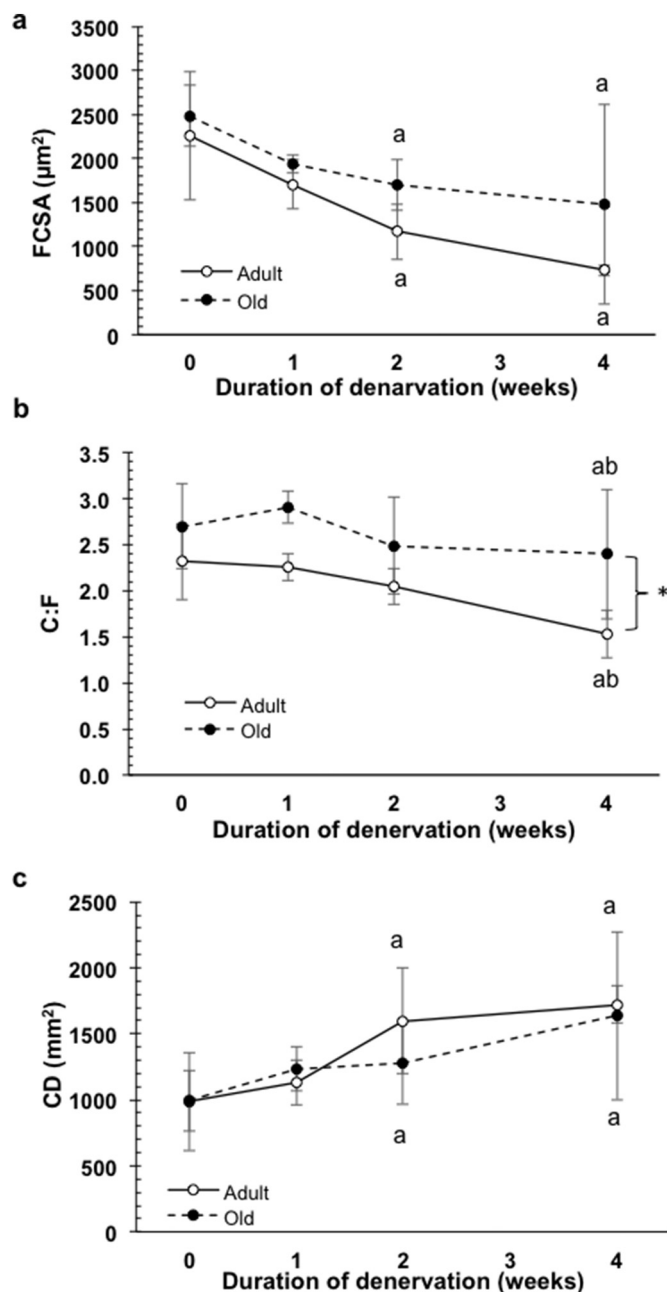 a
3500
3000
2500
2000
1500
1000
500
0
FCSA (µm²)
a
a
a
a
Adult
Old
0 1 2 3 4
Duration of denarvation (weeks)
b
3.5
3.0
2.5
2.0
1.5
1.0
0.5
0.0
C:F
ab
*
ab
Adult
Old
0 1 2 3 4
Duration of denervation (weeks)
c
2500
2000
1500
1000
500
0
CD (mm²)
a
a
a
a
Adult
Old
0 1 2 3 4
Duration of denervation (weeks)